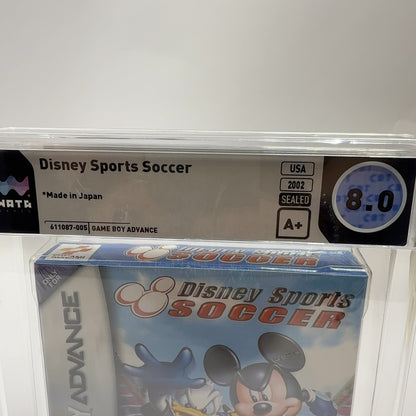 Disney Sports Soccer
*Made in Japan
611087-005 GAME BOY ADVANCE
WATA
USA
2002
SEALED
A+
8.0
KONAMI
Disney Sports
SOCCER
ADVANCE